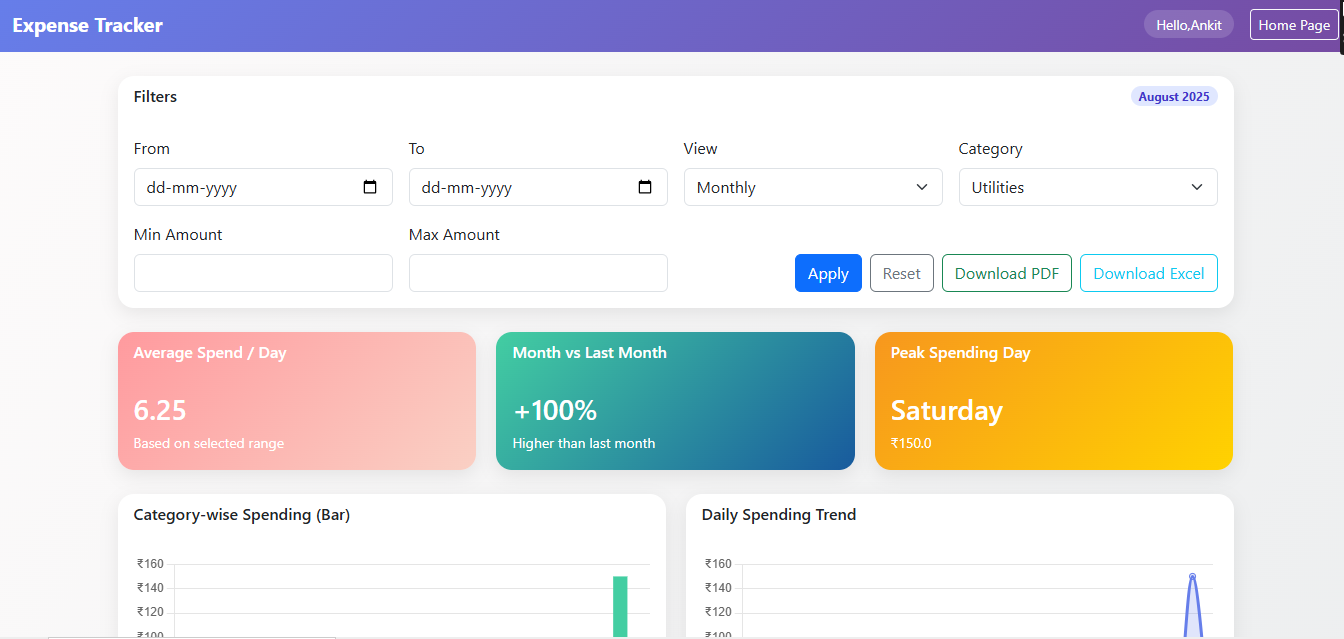 Expense Tracker
Hello,Ankit
Home Page
Filters
August 2025
From
To
View
Category
dd-mm-yyyy
dd-mm-yyyy
Monthly
Utilities
Min Amount
Max Amount
Apply
Reset
Download PDF
Download Excel
Average Spend / Day
6.25
Based on selected range
Month vs Last Month
+100%
Higher than last month
Peak Spending Day
Saturday
₹150.0
Category-wise Spending (Bar)
₹160
₹140
₹120
₹100
Daily Spending Trend
₹160
₹140
₹120
₹100